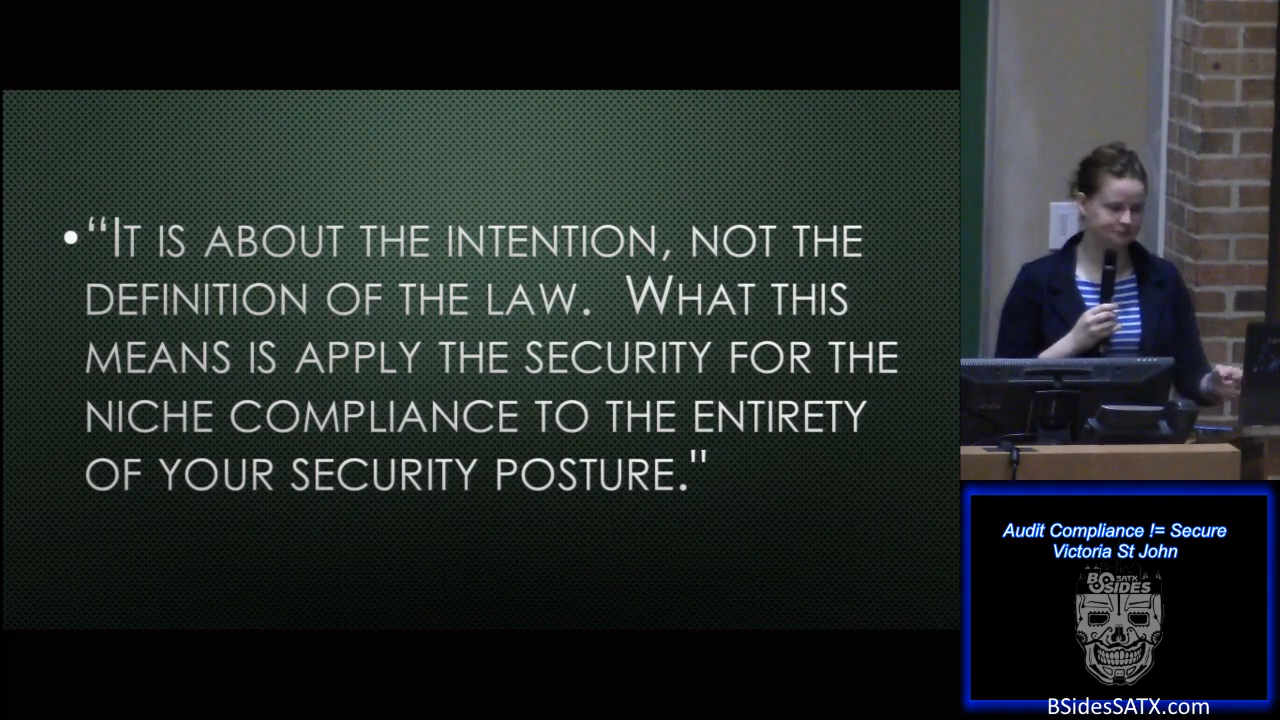 •“It is about the intention, not the
definition of the law.  What this
means is apply the security for the
niche compliance to the entirety
of your security posture."
Audit Compliance != Secure
Victoria St John
BSIDES
SATX
BSidesSATX.com